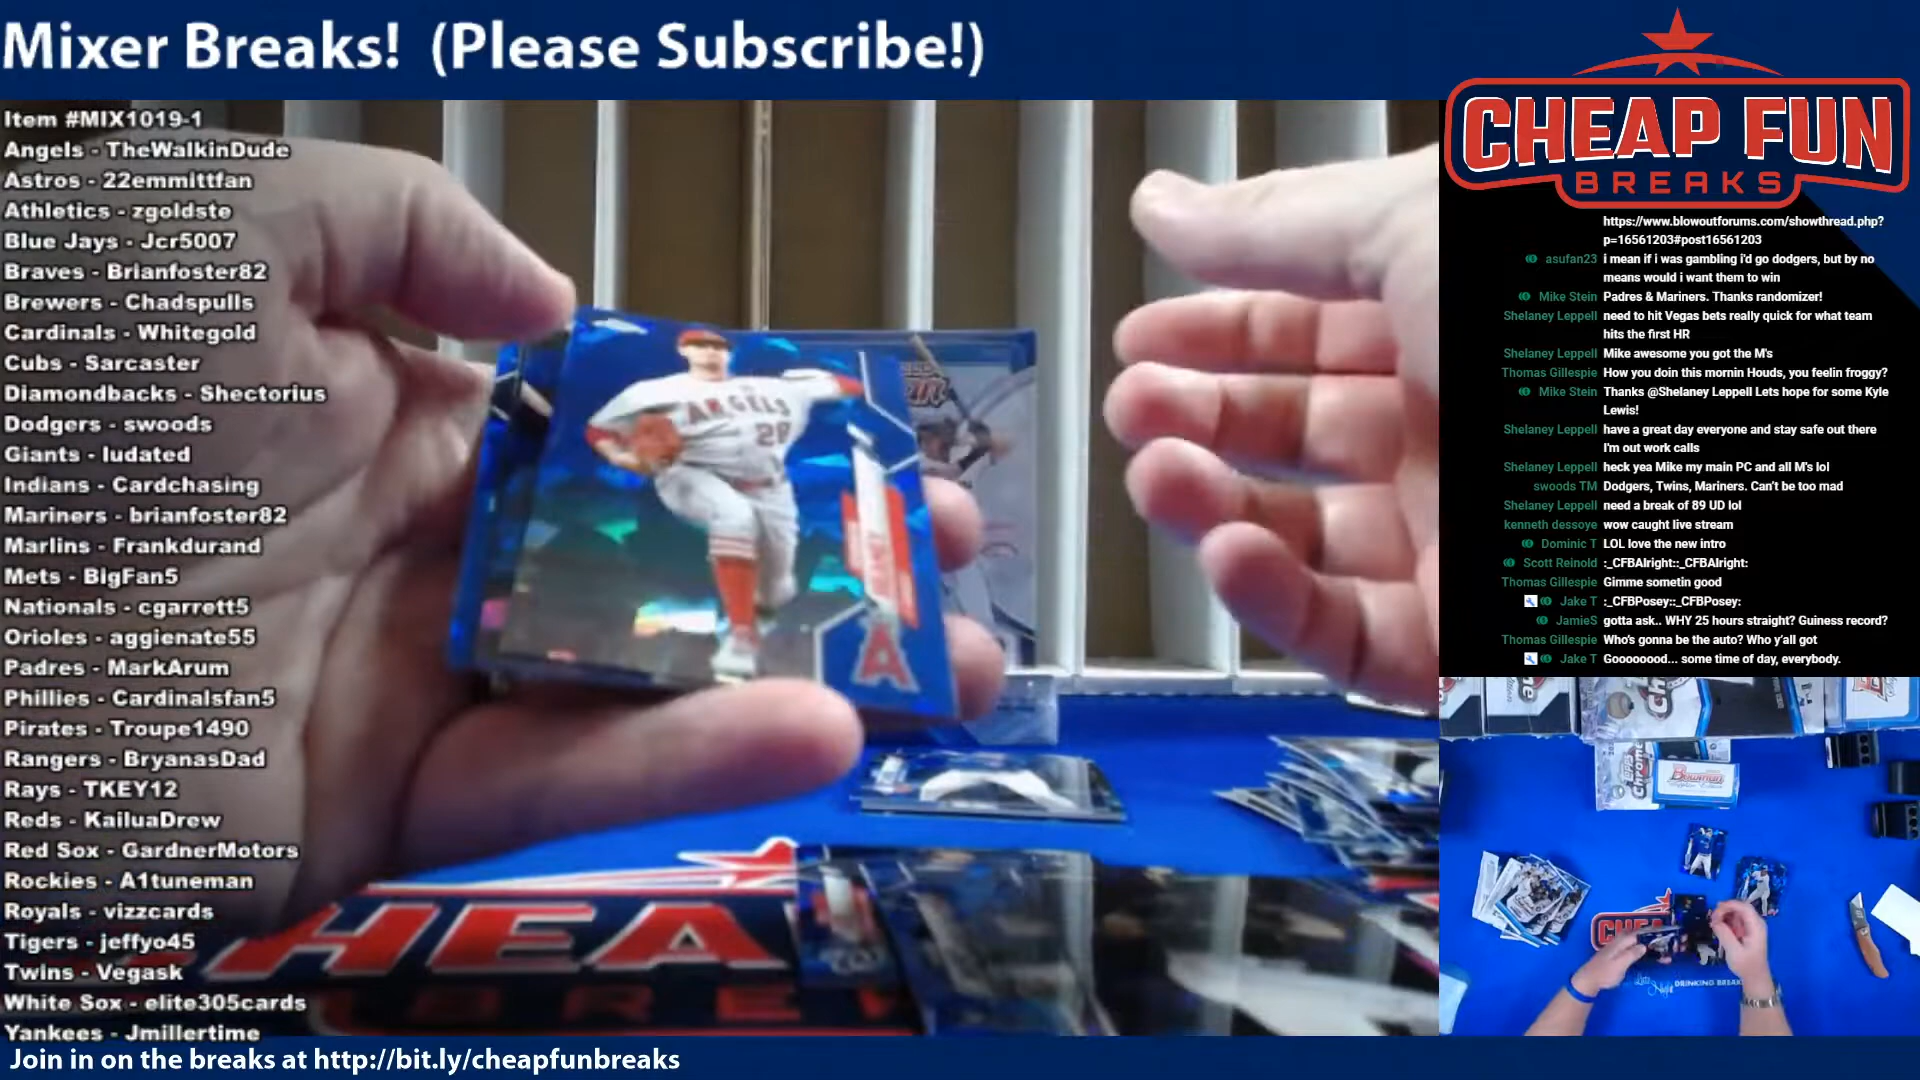 Mixer Breaks! (Please Subscribe!)
Item #MIX1019-1
Angels - TheWalkinDude
Astros - 22emmittfan
Athletics - zgoldste
Blue Jays - Jcr5007
Braves - Brianfoster82
Brewers - Chadspulls
Cardinals - Whitegold
Cubs - Sarcaster
Diamondbacks - Shectorius
Dodgers - swoods
Giants - ludated
Indians - Cardchasing
Mariners - brianfoster82
Marlins - Frankdurand
Mets - BigFan5
Nationals - cgarrett5
Orioles - aggienate55
Padres - MarkArum
Phillies - Cardinalsfan5
Pirates - Troupe1490
Rangers - BryanasDad
Rays - TKEY12
Reds - KailuaDrew
Red Sox - GardnerMotors
Rockies - A1tuneman
Royals - vizzcards
Tigers - jeffyo45
Twins - Vegask
White Sox - elite305cards
Yankees - Jmillertime
Join in on the breaks at http://bit.ly/cheapfunbreaks
ANGELS
28
A
HEA
CHEAP FUN
BREAKS
https://www.blowoutforums.com/showthread.php?
p=16561203#post16561203
asufan23 i mean if i was gambling i'd go dodgers, but by no
means would i want them to win
Mike Stein Padres & Mariners. Thanks randomizer!
Shelaney Leppell need to hit Vegas bets really quick for what team
hits the first HR
Shelaney Leppell Mike awesome you got the M's
Thomas Gillespie How you doin this mornin Houds, you feelin froggy?
Mike Stein Thanks @Shelaney Leppell Lets hope for some Kyle
Lewis!
Shelaney Leppell have a great day everyone and stay safe out there
I'm out work calls
Shelaney Leppell heck yea Mike my main PC and all M's lol
swoods TM Dodgers, Twins, Mariners. Can't be too mad
Shelaney Leppell need a break of 89 UD lol
kenneth dessoye wow caught live stream
Dominic T LOL love the new intro
Scott Reinold :_CFBAlright::_CFBAlright:
Thomas Gillespie Gimme sometin good
Jake T :_CFBPosey::_CFBPosey:
JamieS gotta ask.. WHY 25 hours straight? Guiness record?
Thomas Gillespie Who's gonna be the auto? Who y'all got
Jake T Goooooood... some time of day, everybody.
Chrome
Bowman
CHEA
DRINKING BREAK